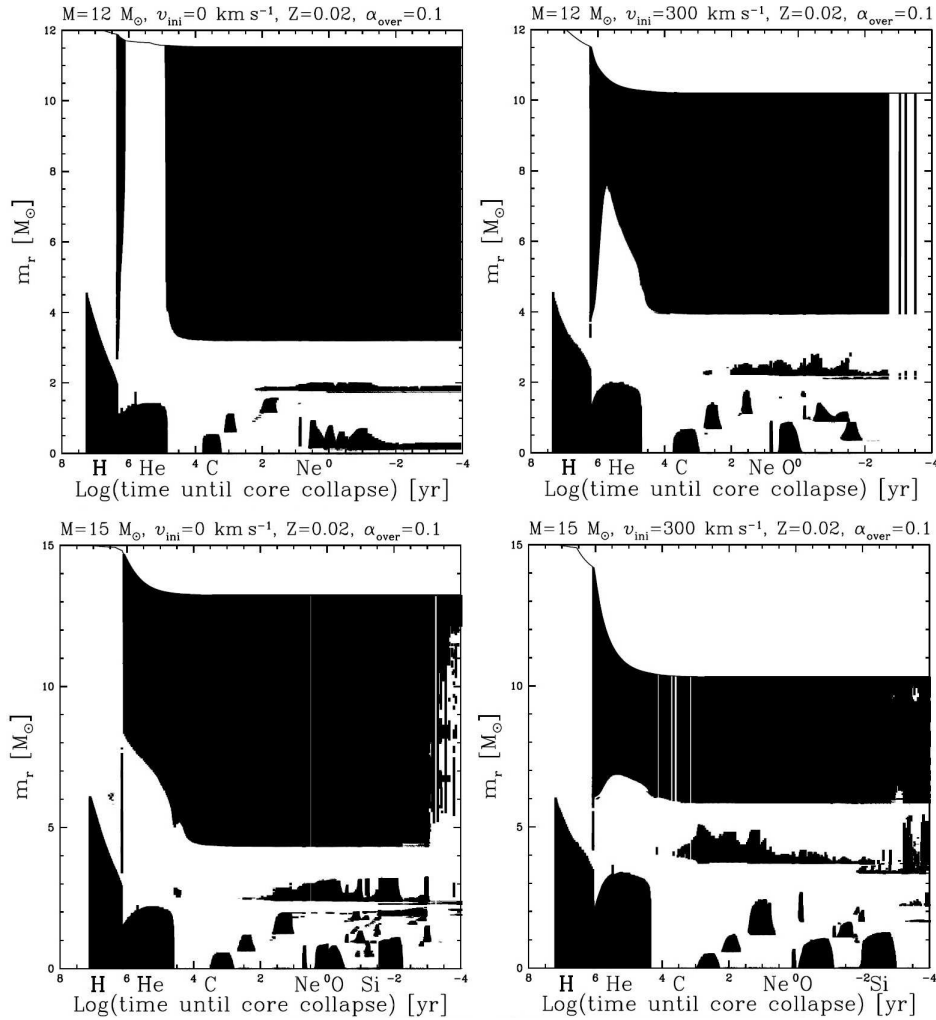 M=12 M⊙, υini=0 km s⁻¹, Z=0.02, αover=0.1
12
10
8
6
4
2
0
mr [M⊙]
8 6 4 2 0 -2 -4
H He C Ne
Log(time until core collapse) [yr]
M=12 M⊙, υini=300 km s⁻¹, Z=0.02, αover=0.1
12
10
8
6
4
2
0
mr [M⊙]
8 6 4 2 0 -2 -4
H He C Ne O
Log(time until core collapse) [yr]
M=15 M⊙, υini=0 km s⁻¹, Z=0.02, αover=0.1
15
10
5
0
mr [M⊙]
8 6 4 2 0 -2 -4
H He C Ne O Si
Log(time until core collapse) [yr]
M=15 M⊙, υini=300 km s⁻¹, Z=0.02, αover=0.1
15
10
5
0
mr [M⊙]
8 6 4 2 0 -2 -4
H He C Ne O Si
Log(time until core collapse) [yr]